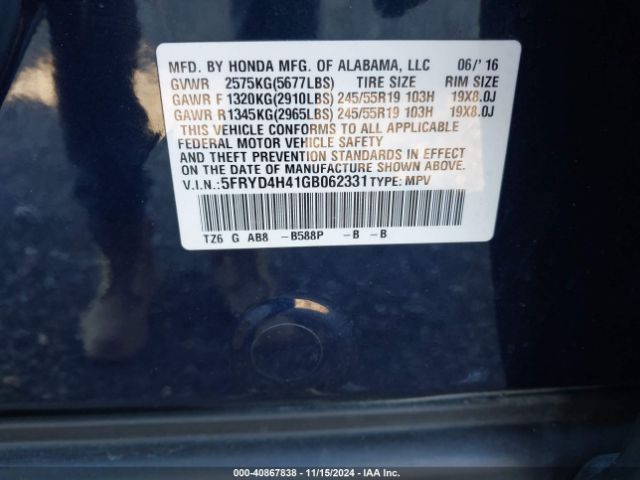 MFD. BY HONDA MFG. OF ALABAMA, LLC 06/'16
GVWR 2575KG(5677LBS) TIRE SIZE RIM SIZE
GAWR F 1320KG(2910LBS) 245/55R19 103H 19X8.0J
GAWR R 1345KG(2965LBS) 245/55R19 103H 19X8.0J
THIS VEHICLE CONFORMS TO ALL APPLICABLE
FEDERAL MOTOR VEHICLE SAFETY
AND THEFT PREVENTION STANDARDS IN EFFECT
ON THE DATE OF MANUFACTURE SHOWN ABOVE.
V.I.N.:5FRYD4H41GB062331 TYPE: MPV
TZ6 G AB8 -B588P -B -B
000-40867838 - 11/15/2024 - IAA Inc.